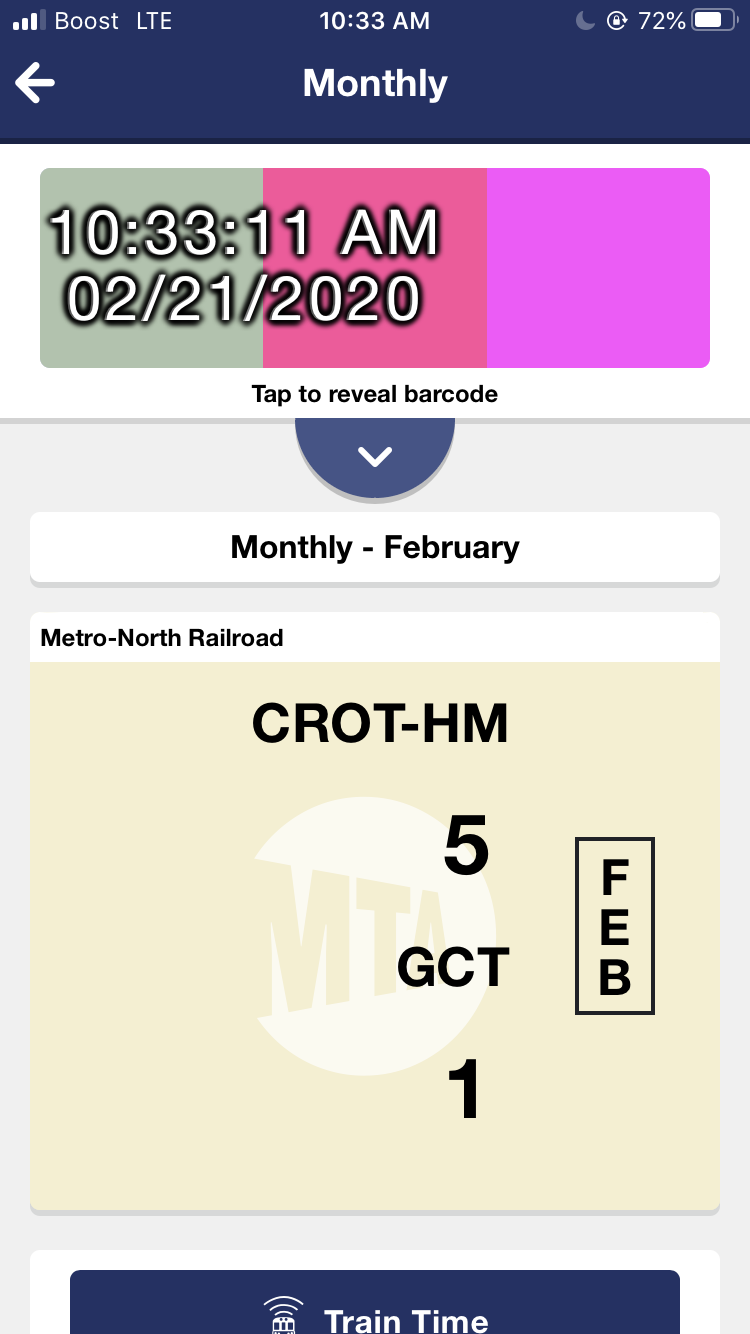 Boost LTE 10:33 AM 72%
Monthly
10:33:11 AM
02/21/2020
Tap to reveal barcode
Monthly - February
Metro-North Railroad
CROT-HM
5
MTA
GCT
1
F
E
B
Train Time